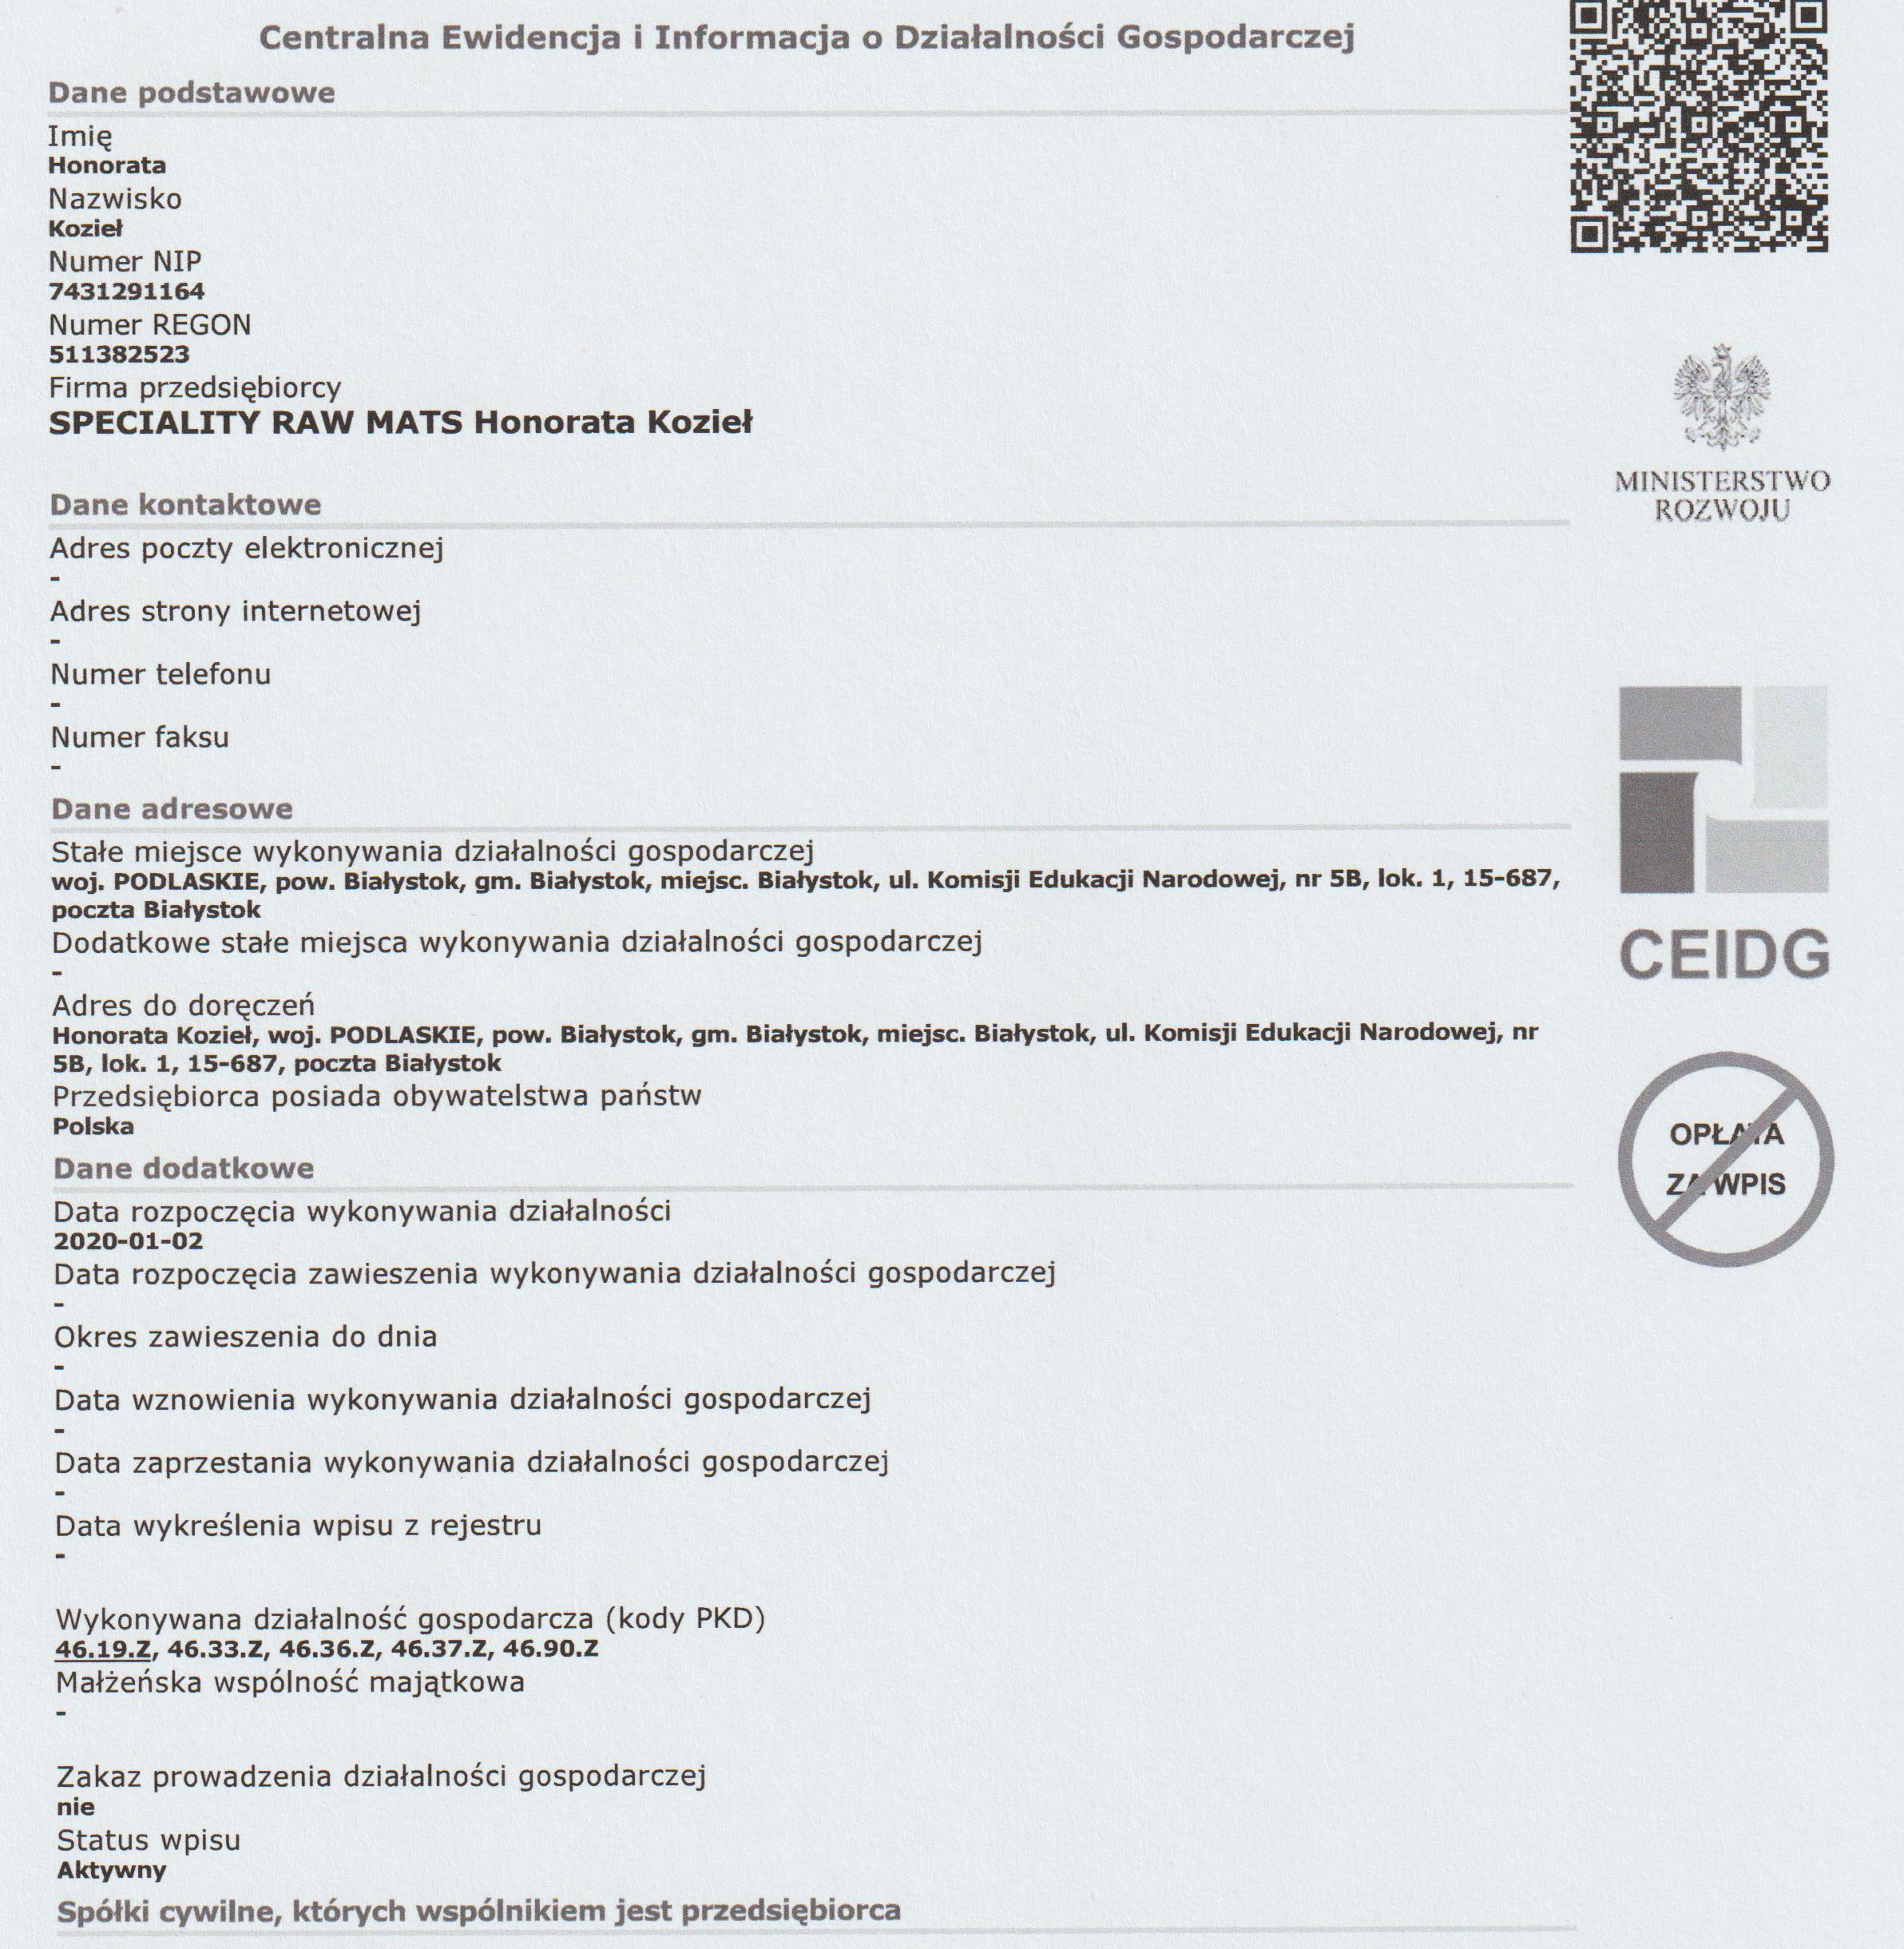 Centralna Ewidencja i Informacja o Działalności Gospodarczej
Dane podstawowe
Imię
Honorata
Nazwisko
Kozieł
Numer NIP
7431291164
Numer REGON
511382523
Firma przedsiębiorcy
SPECIALITY RAW MATS Honorata Kozieł
MINISTERSTWO
ROZWOJU
Dane kontaktowe
Adres poczty elektronicznej
-
Adres strony internetowej
-
Numer telefonu
-
Numer faksu
-
Dane adresowe
Stałe miejsce wykonywania działalności gospodarczej
woj. PODLASKIE, pow. Białystok, gm. Białystok, miejsc. Białystok, ul. Komisji Edukacji Narodowej, nr 5B, lok. 1, 15-687,
poczta Białystok
Dodatkowe stałe miejsca wykonywania działalności gospodarczej
-
CEIDG
Adres do doręczeń
Honorata Kozieł, woj. PODLASKIE, pow. Białystok, gm. Białystok, miejsc. Białystok, ul. Komisji Edukacji Narodowej, nr
5B, lok. 1, 15-687, poczta Białystok
Przedsiębiorca posiada obywatelstwa państw
Polska
OPŁATA
ZA WPIS
Dane dodatkowe
Data rozpoczęcia wykonywania działalności
2020-01-02
Data rozpoczęcia zawieszenia wykonywania działalności gospodarczej
-
Okres zawieszenia do dnia
-
Data wznowienia wykonywania działalności gospodarczej
-
Data zaprzestania wykonywania działalności gospodarczej
-
Data wykreślenia wpisu z rejestru
-
Wykonywana działalność gospodarcza (kody PKD)
46.19.Z, 46.33.Z, 46.36.Z, 46.37.Z, 46.90.Z
Małżeńska wspólność majątkowa
-
Zakaz prowadzenia działalności gospodarczej
nie
Status wpisu
Aktywny
Spółki cywilne, których wspólnikiem jest przedsiębiorca